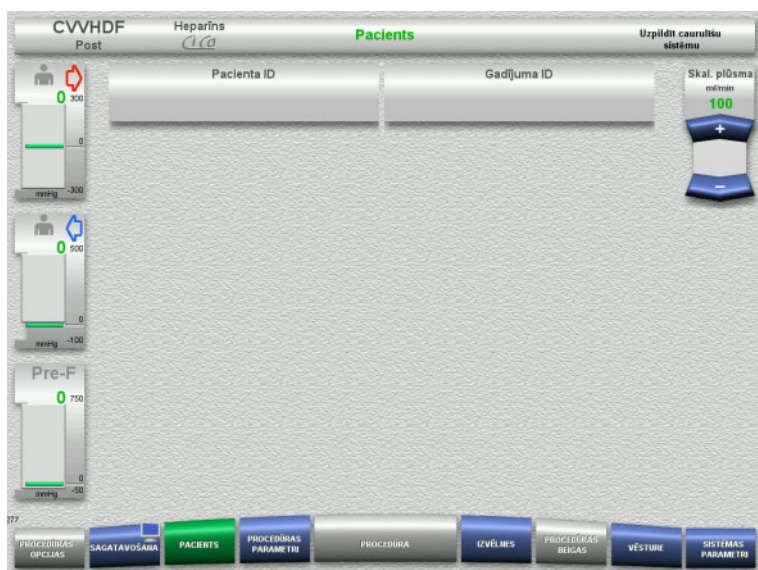 CVVHDF
Post
Heparīns
CiCa
Pacients
Uzpildīt caurulīšu
sistēmu
0
300
0
mmHg
-300
Pacienta ID
Gadījuma ID
Skal. plūsma
ml/min
100
+
−
0
500
0
mmHg
-100
Pre-F
0
750
0
mmHg
-50
277
PROCEDŪRAS
OPCIJAS
SAGATAVOŠANA
PACIENTS
PROCEDŪRAS
PARAMETRI
PROCEDŪRA
IZVĒLNES
PROCEDŪRAS
BEIGAS
VĒSTURE
SISTĒMAS
PARAMETRI